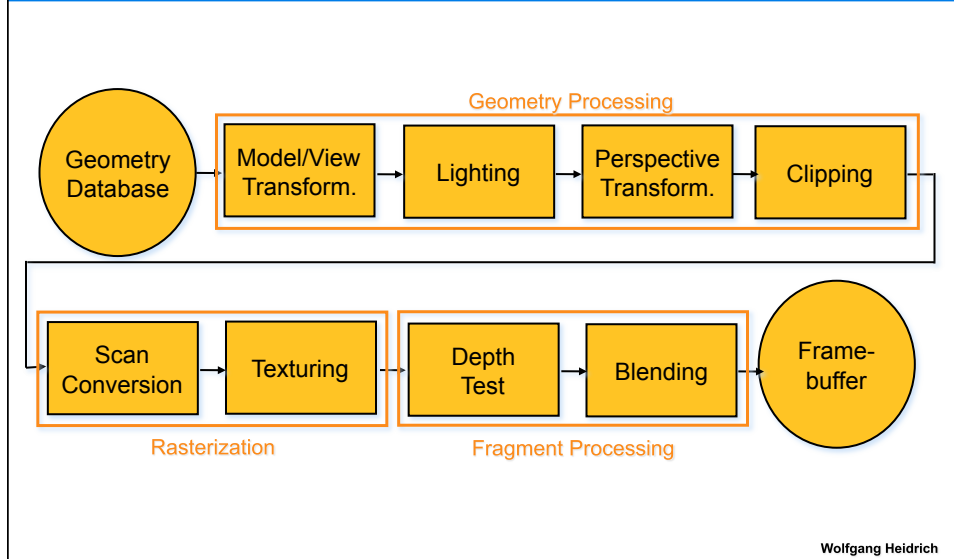 Geometry Processing
Geometry
Database
Model/View
Transform.
Lighting
Perspective
Transform.
Clipping
Scan
Conversion
Texturing
Depth
Test
Blending
Frame-
buffer
Rasterization
Fragment Processing
Wolfgang Heidrich